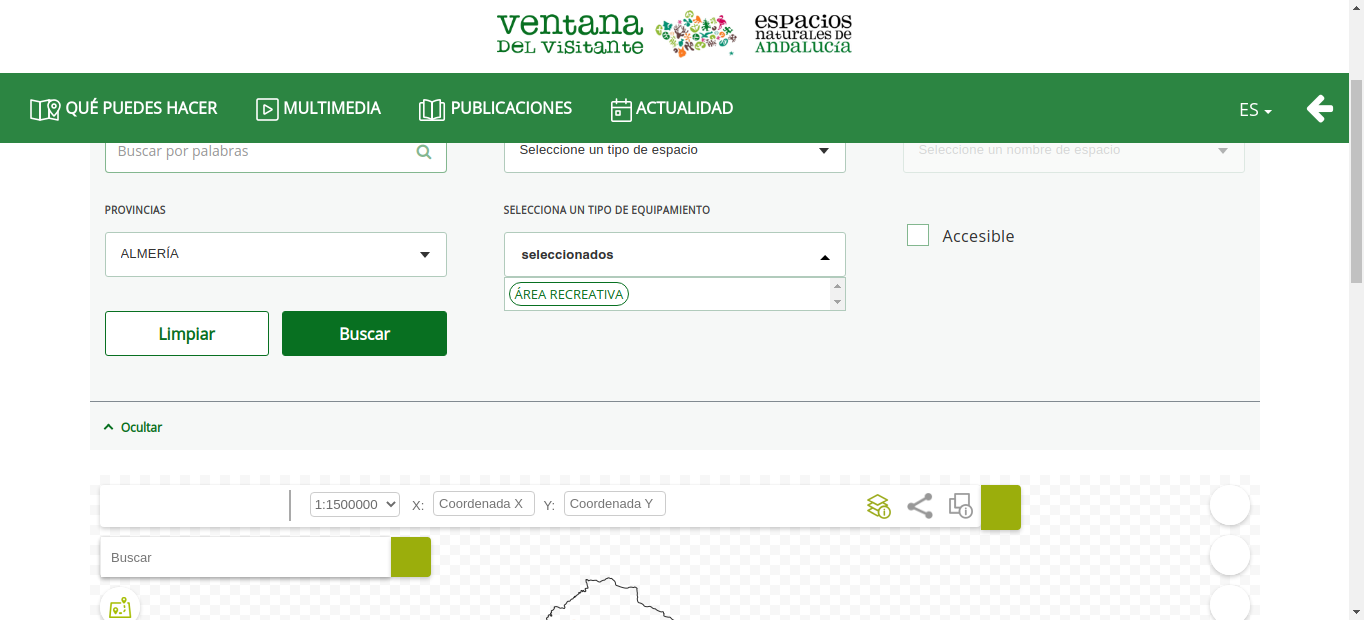 ventana
DEL VISITANTE
ESPACIOS
NATURALES DE
ANDALUCÍA
QUÉ PUEDES HACER
MULTIMEDIA
PUBLICACIONES
ACTUALIDAD
ES
Buscar por palabras
Seleccione un tipo de espacio
Seleccione un nombre de espacio
PROVINCIAS
SELECCIONA UN TIPO DE EQUIPAMIENTO
ALMERÍA
seleccionados
Accesible
ÁREA RECREATIVA
Limpiar
Buscar
Ocultar
1:1500000
X:
Coordenada X
Y:
Coordenada Y
Buscar